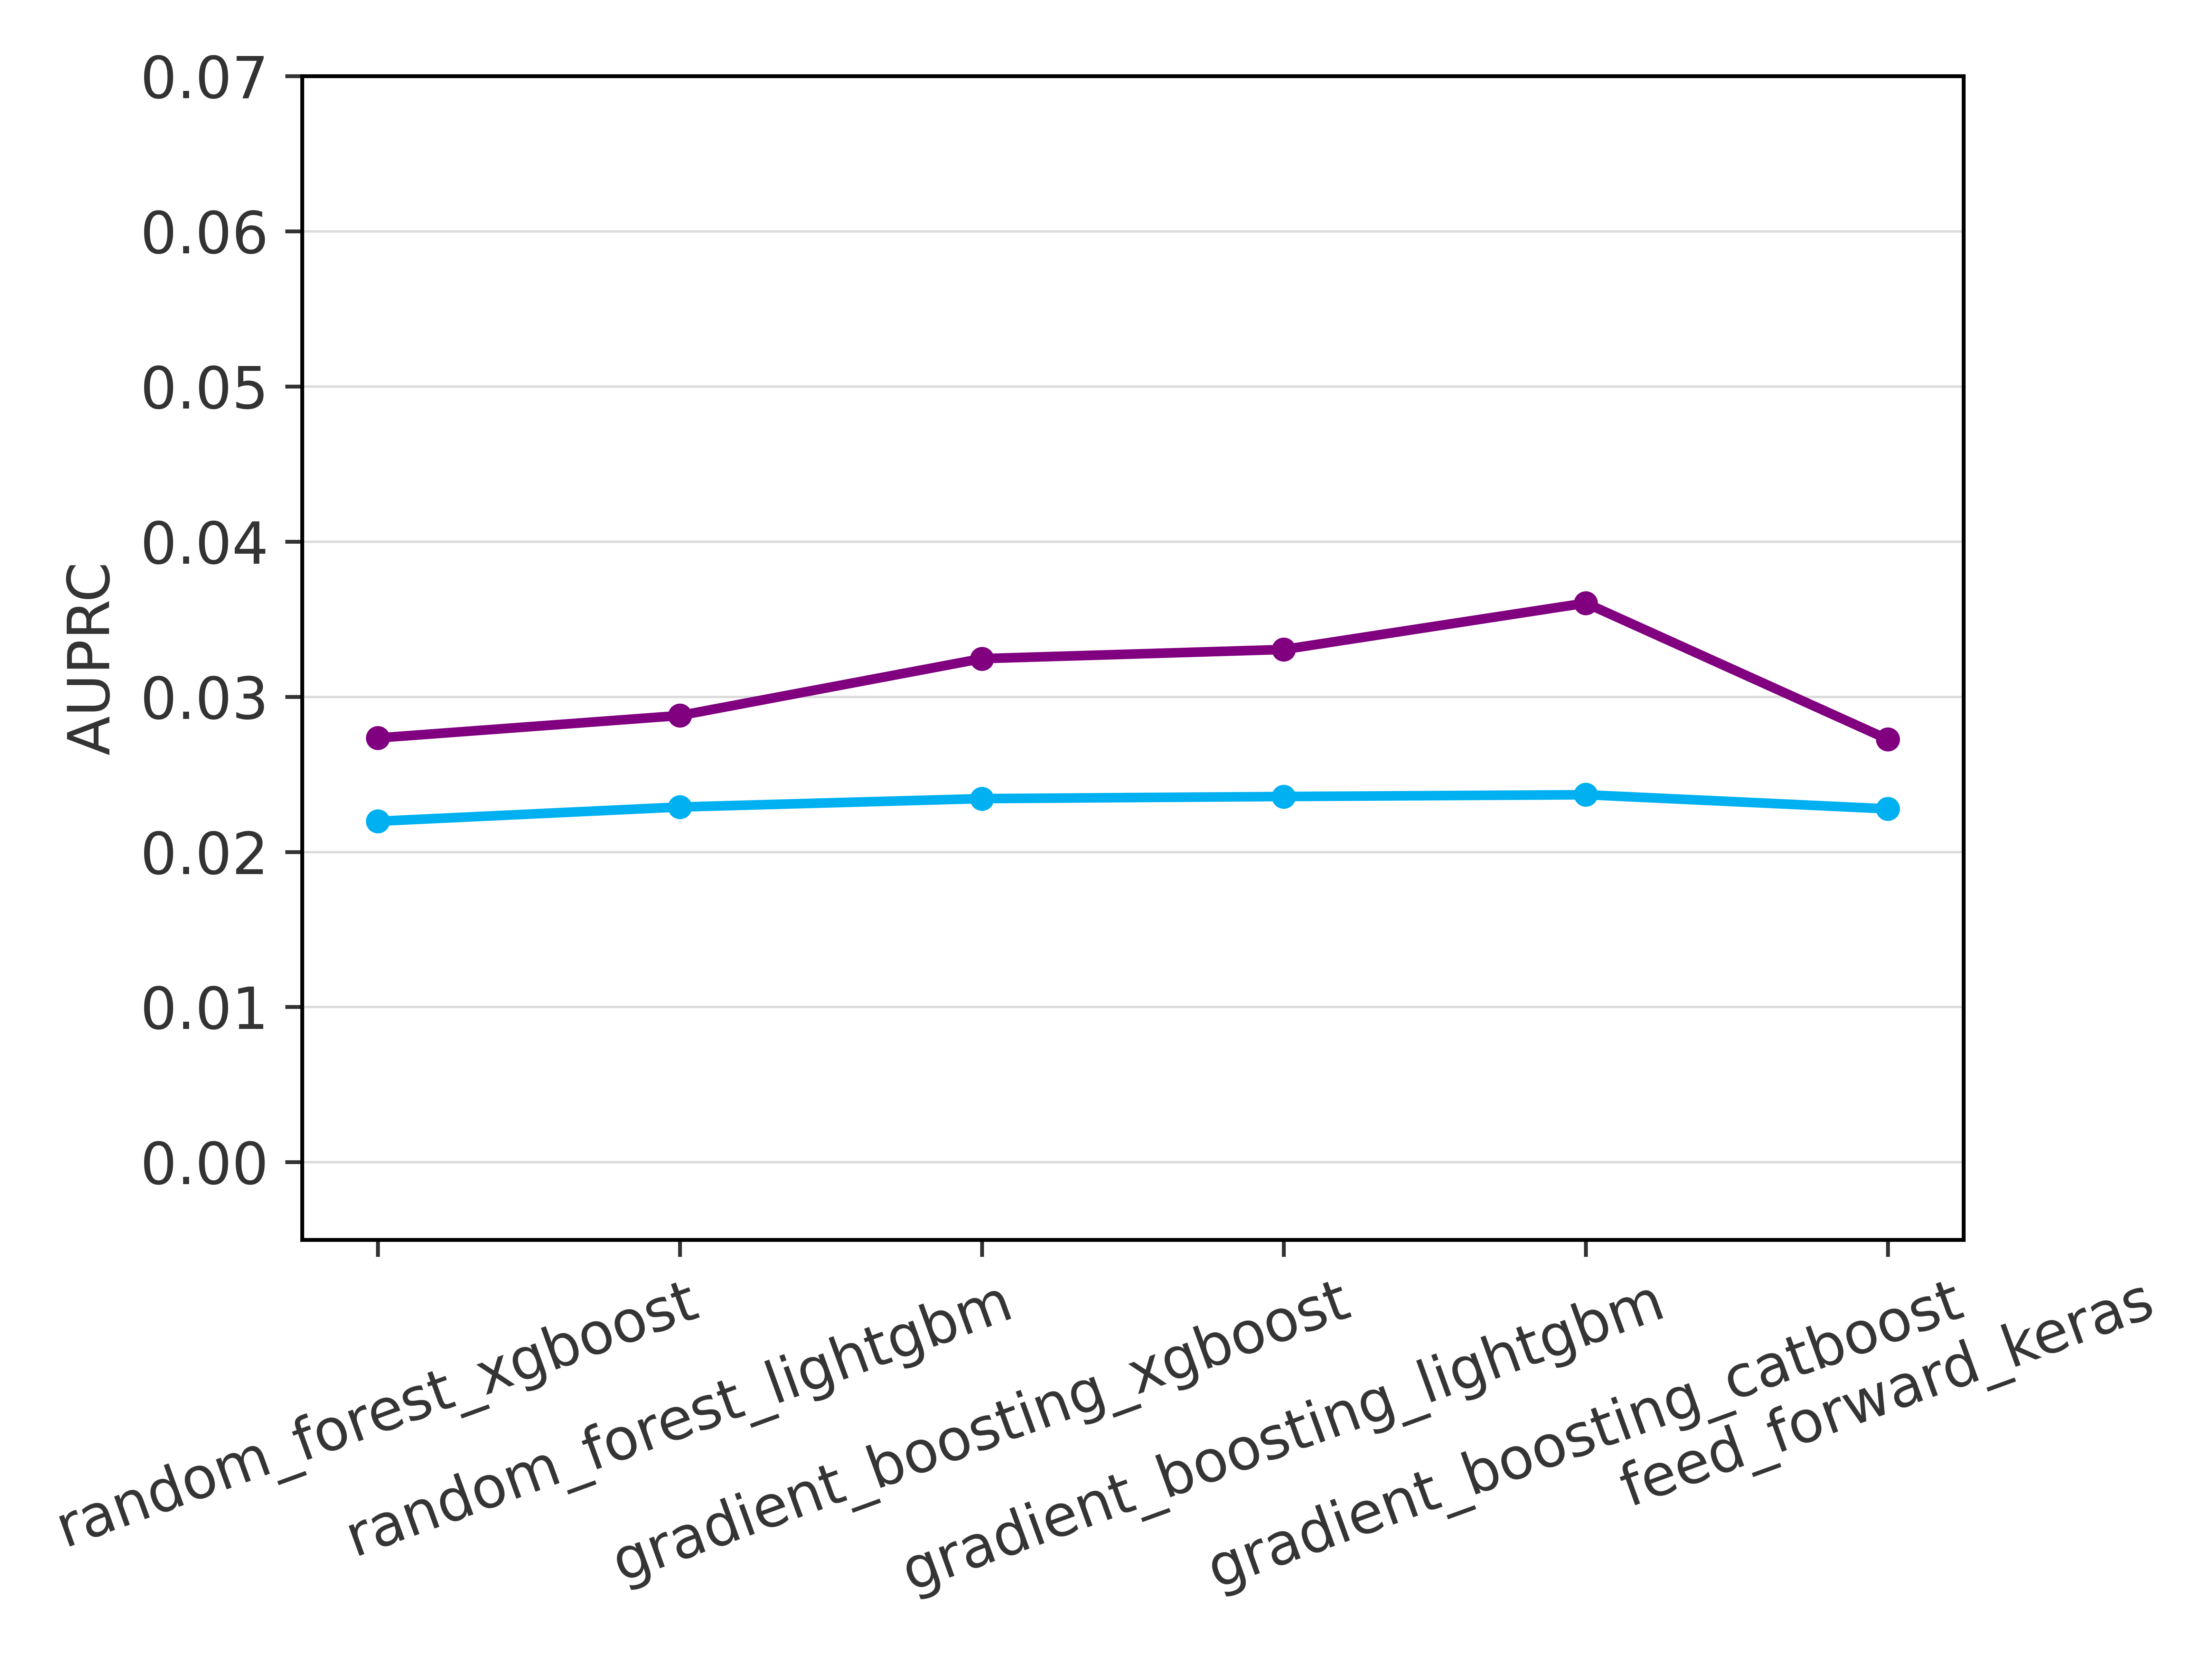 0.07
0.06
0.05
0.04
0.03
0.02
0.01
0.00
AUPRC
random_forest_xgboost
random_forest_lightgbm
gradient_boosting_xgboost
gradient_boosting_lightgbm
gradient_boosting_catboost
feed_forward_keras